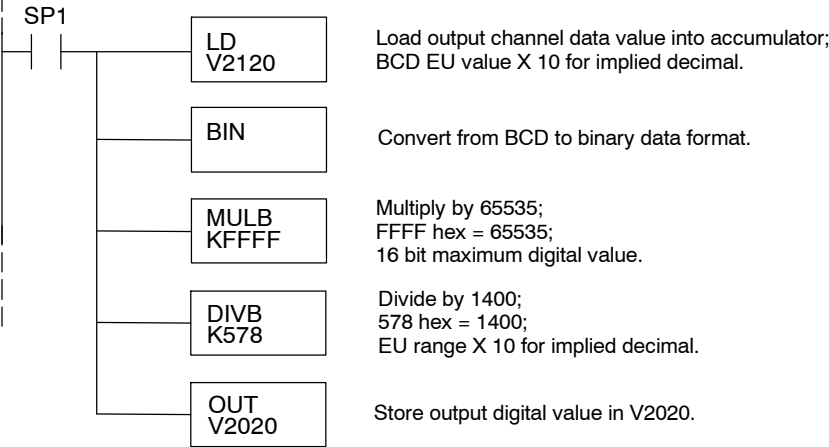 SP1
LD
V2120
Load output channel data value into accumulator;
BCD EU value X 10 for implied decimal.
BIN
Convert from BCD to binary data format.
MULB
KFFFF
Multiply by 65535;
FFFF hex = 65535;
16 bit maximum digital value.
DIVB
K578
Divide by 1400;
578 hex = 1400;
EU range X 10 for implied decimal.
OUT
V2020
Store output digital value in V2020.